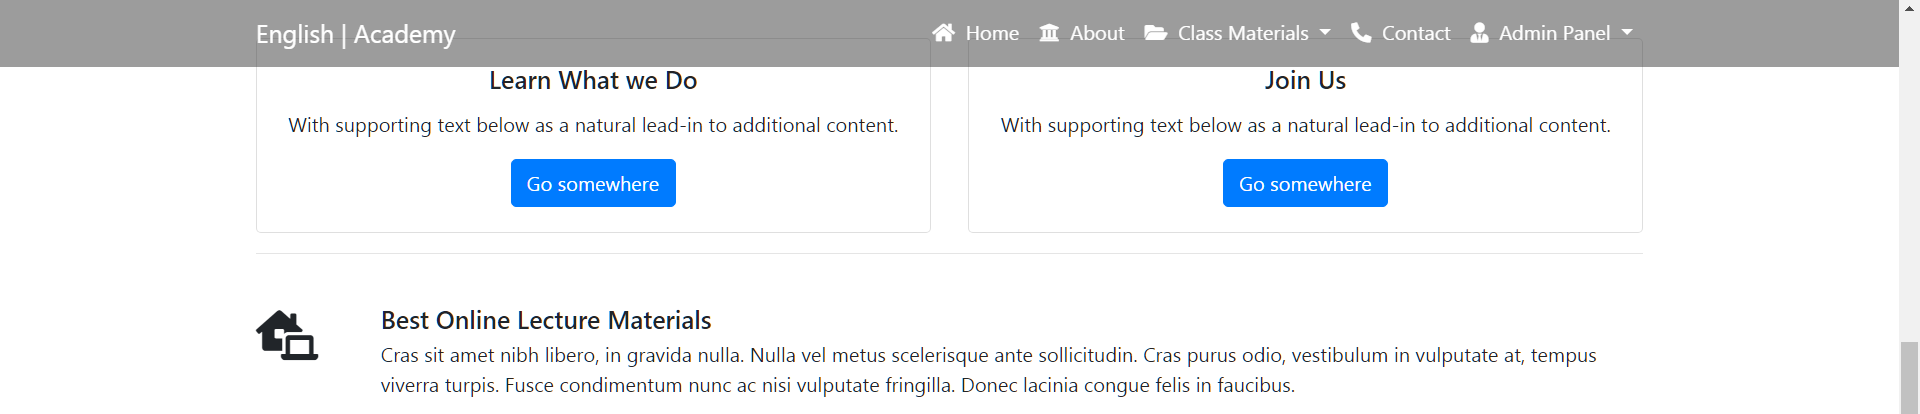 English | Academy
Home
About
Class Materials
Contact
Admin Panel
Learn What we Do
With supporting text below as a natural lead-in to additional content.
Go somewhere
Join Us
With supporting text below as a natural lead-in to additional content.
Go somewhere
Best Online Lecture Materials
Cras sit amet nibh libero, in gravida nulla. Nulla vel metus scelerisque ante sollicitudin. Cras purus odio, vestibulum in vulputate at, tempus
viverra turpis. Fusce condimentum nunc ac nisi vulputate fringilla. Donec lacinia congue felis in faucibus.